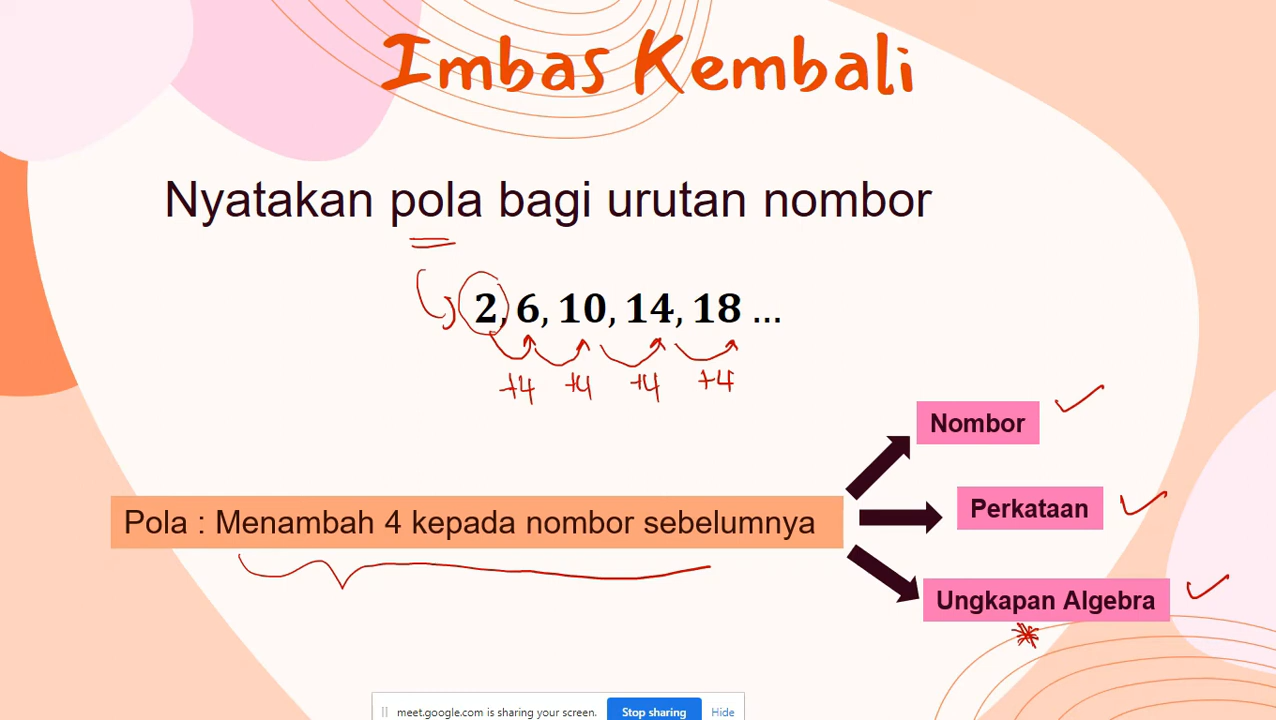 Imbas Kembali
Nyatakan pola bagi urutan nombor
2, 6, 10, 14, 18 ...
+4 +4 +4 +4
Nombor
Pola : Menambah 4 kepada nombor sebelumnya
Perkataan
Ungkapan Algebra
meet.google.com is sharing your screen. Stop sharing Hide